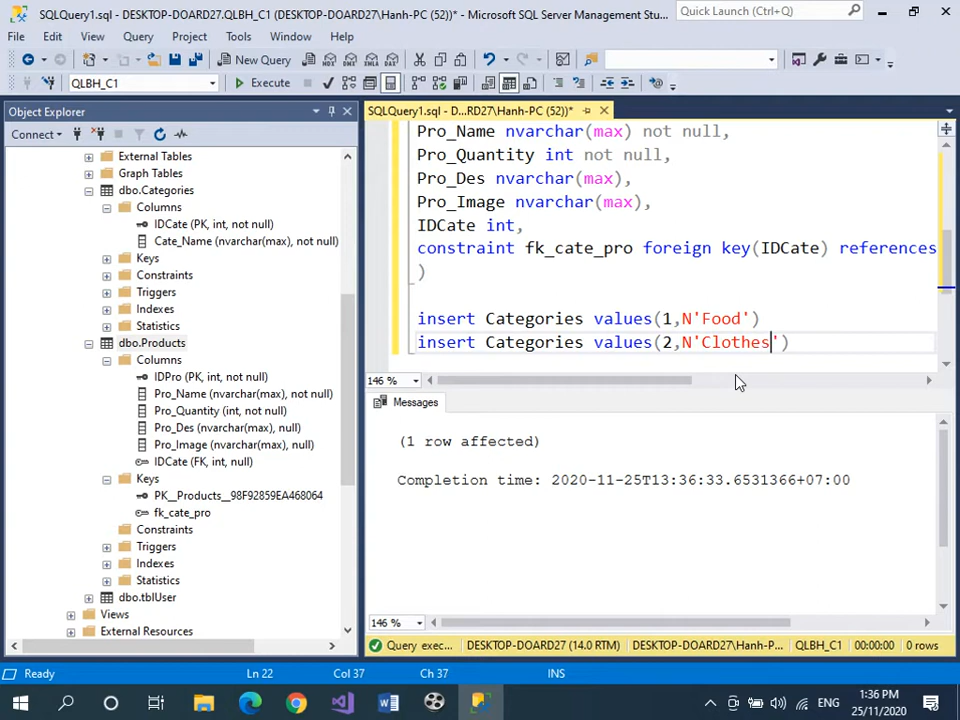 SQLQuery1.sql - DESKTOP-DOARD27.QLBH_C1 (DESKTOP-DOARD27\Hanh-PC (52))* - Microsoft SQL Server Management Stu...
Quick Launch (Ctrl+Q)
File Edit View Query Project Tools Window Help
New Query
QLBH_C1
Execute
Object Explorer
Connect
External Tables
Graph Tables
dbo.Categories
Columns
IDCate (PK, int, not null)
Cate_Name (nvarchar(max), not null)
Keys
Constraints
Triggers
Indexes
Statistics
dbo.Products
Columns
IDPro (PK, int, not null)
Pro_Name (nvarchar(max), not null)
Pro_Quantity (int, not null)
Pro_Des (nvarchar(max), null)
Pro_Image (nvarchar(max), null)
IDCate (FK, int, null)
Keys
PK__Products__98F92859EA468064
fk_cate_pro
Constraints
Triggers
Indexes
Statistics
dbo.tblUser
Views
External Resources
SQLQuery1.sql - D...RD27\Hanh-PC (52))*
Pro_Name nvarchar(max) not null,
Pro_Quantity int not null,
Pro_Des nvarchar(max),
Pro_Image nvarchar(max),
IDCate int,
constraint fk_cate_pro foreign key(IDCate) references
)
insert Categories values(1,N'Food')
insert Categories values(2,N'Clothes')
146 %
Messages
(1 row affected)
Completion time: 2020-11-25T13:36:33.6531366+07:00
146 %
Query exec... DESKTOP-DOARD27 (14.0 RTM) DESKTOP-DOARD27\Hanh-P... QLBH_C1 00:00:00 0 rows
Ready Ln 22 Col 37 INS
ENG
1:36 PM
25/11/2020